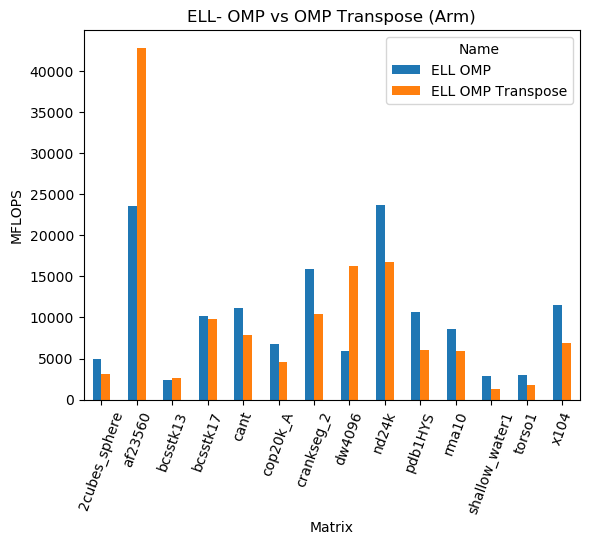 ELL- OMP vs OMP Transpose (Arm)
Name
ELL OMP
ELL OMP Transpose
MFLOPS
40000
35000
30000
25000
20000
15000
10000
5000
0
2cubes_sphere
af23560
bcsstk13
bcsstk17
cant
cop20k_A
crankseg_2
dw4096
nd24k
pdb1HYS
rma10
shallow_water1
torso1
x104
Matrix